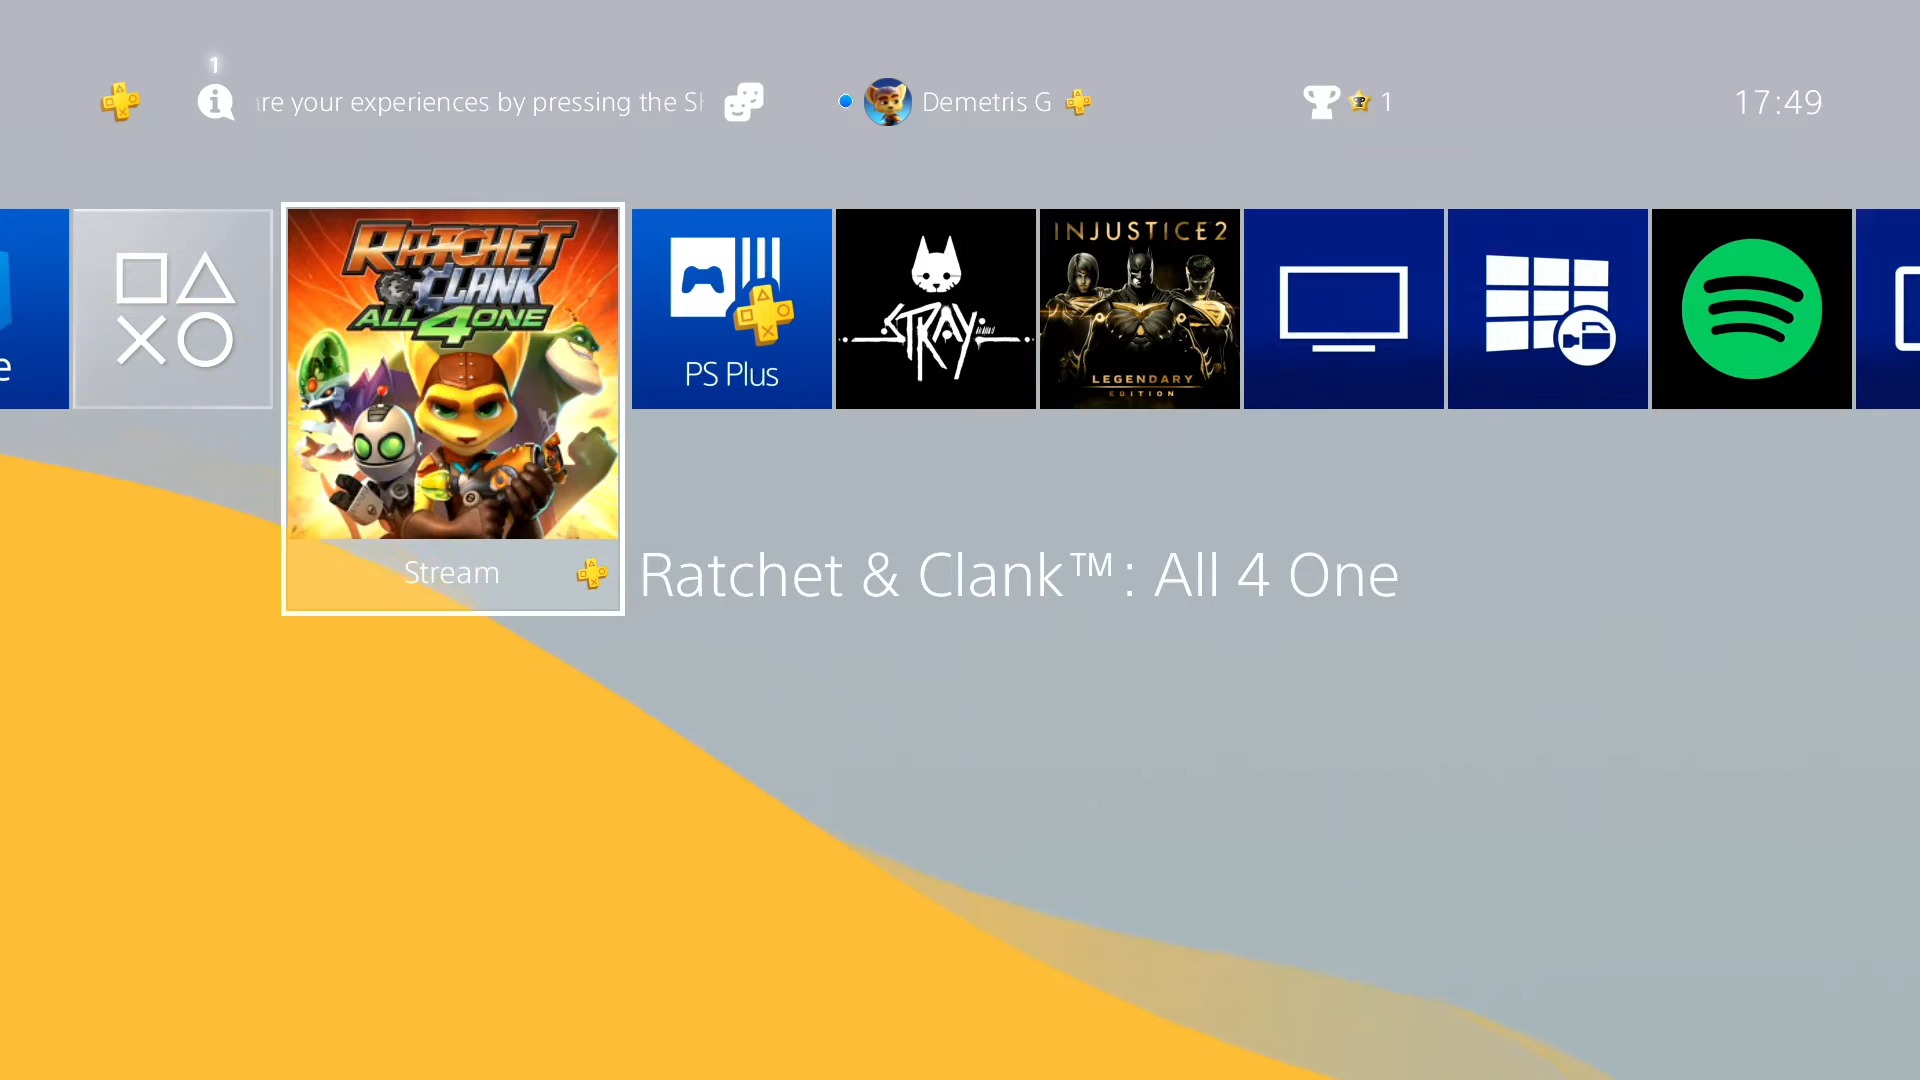 1
re your experiences by pressing the
Demetris G
1
17:49
e
RATCHET
CLANK
ALL 4 ONE
PS Plus
STRAY
INJUSTICE 2
LEGENDARY
EDITION
Stream
Ratchet & Clank™: All 4 One